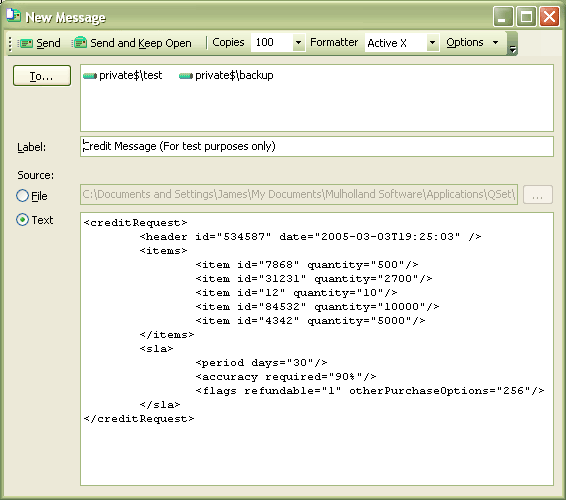 New Message
Send Send and Keep Open Copies 100 Formatter Active X Options
To... private$\test private$\backup
Label: Credit Message (For test purposes only)
Source:
File C:\Documents and Settings\James\My Documents\Mulholland Software\Applications\QSet\ ...
Text
<creditRequest>
<header id="534587" date="2005-03-03T19:25:03" />
<items>
<item id="7868" quantity="500"/>
<item id="31231" quantity="2700"/>
<item id="12" quantity="10"/>
<item id="84532" quantity="10000"/>
<item id="4342" quantity="5000"/>
</items>
<sla>
<period days="30"/>
<accuracy required="90%"/>
<flags refundable="1" otherPurchaseOptions="256"/>
</sla>
</creditRequest>